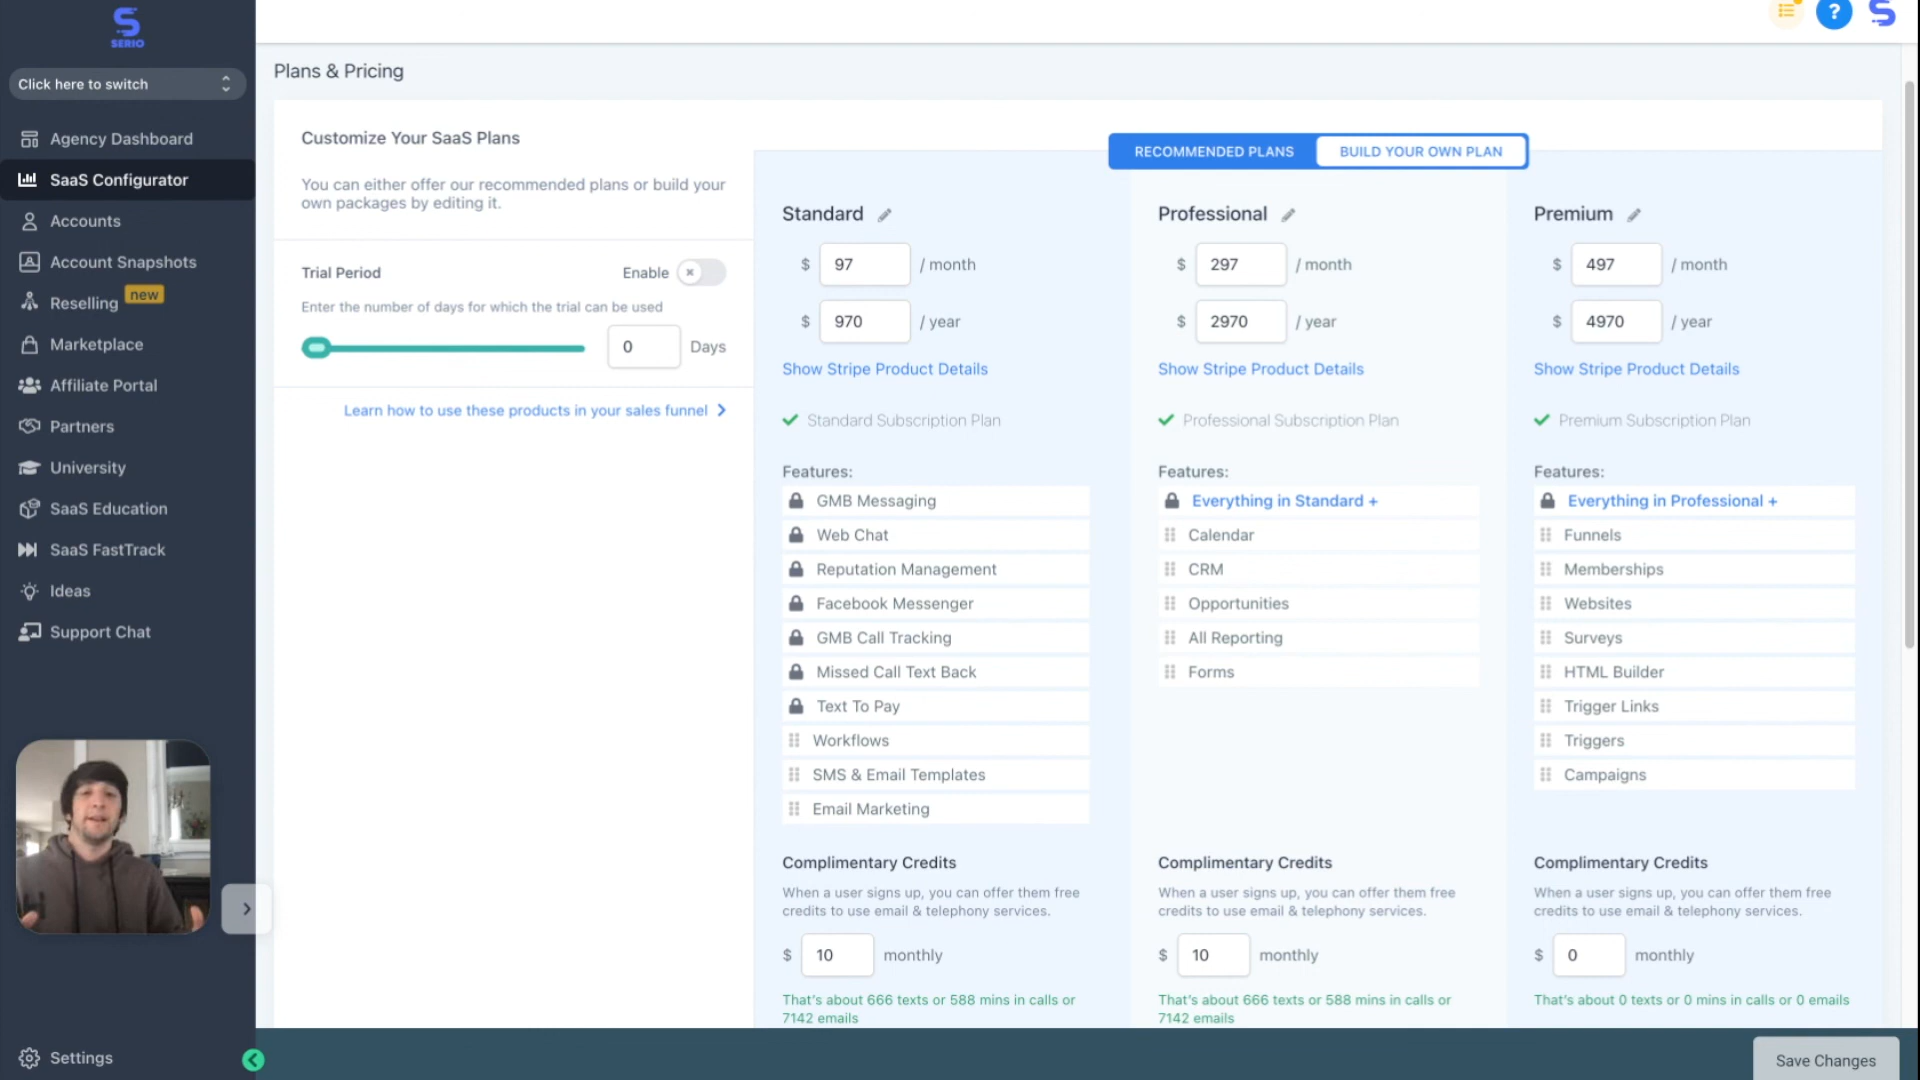 SERIO
Click here to switch
Agency Dashboard
SaaS Configurator
Accounts
Account Snapshots
Reselling new
Marketplace
Affiliate Portal
Partners
University
SaaS Education
SaaS FastTrack
Ideas
Support Chat
Settings
?
Plans & Pricing
Customize Your SaaS Plans
You can either offer our recommended plans or build your
own packages by editing it.
Trial Period Enable
Enter the number of days for which the trial can be used
0 Days
Learn how to use these products in your sales funnel
RECOMMENDED PLANS BUILD YOUR OWN PLAN
Standard
$ 97 / month
$ 970 / year
Show Stripe Product Details
Standard Subscription Plan
Features:
GMB Messaging
Web Chat
Reputation Management
Facebook Messenger
GMB Call Tracking
Missed Call Text Back
Text To Pay
Workflows
SMS & Email Templates
Email Marketing
Complimentary Credits
When a user signs up, you can offer them free
credits to use email & telephony services.
$ 10 monthly
That's about 666 texts or 588 mins in calls or
7142 emails
Professional
$ 297 / month
$ 2970 / year
Show Stripe Product Details
Professional Subscription Plan
Features:
Everything in Standard +
Calendar
CRM
Opportunities
All Reporting
Forms
Complimentary Credits
When a user signs up, you can offer them free
credits to use email & telephony services.
$ 10 monthly
That's about 666 texts or 588 mins in calls or
7142 emails
Premium
$ 497 / month
$ 4970 / year
Show Stripe Product Details
Premium Subscription Plan
Features:
Everything in Professional +
Funnels
Memberships
Websites
Surveys
HTML Builder
Trigger Links
Triggers
Campaigns
Complimentary Credits
When a user signs up, you can offer them free
credits to use email & telephony services.
$ 0 monthly
That's about 0 texts or 0 mins in calls or 0 emails
Save Changes